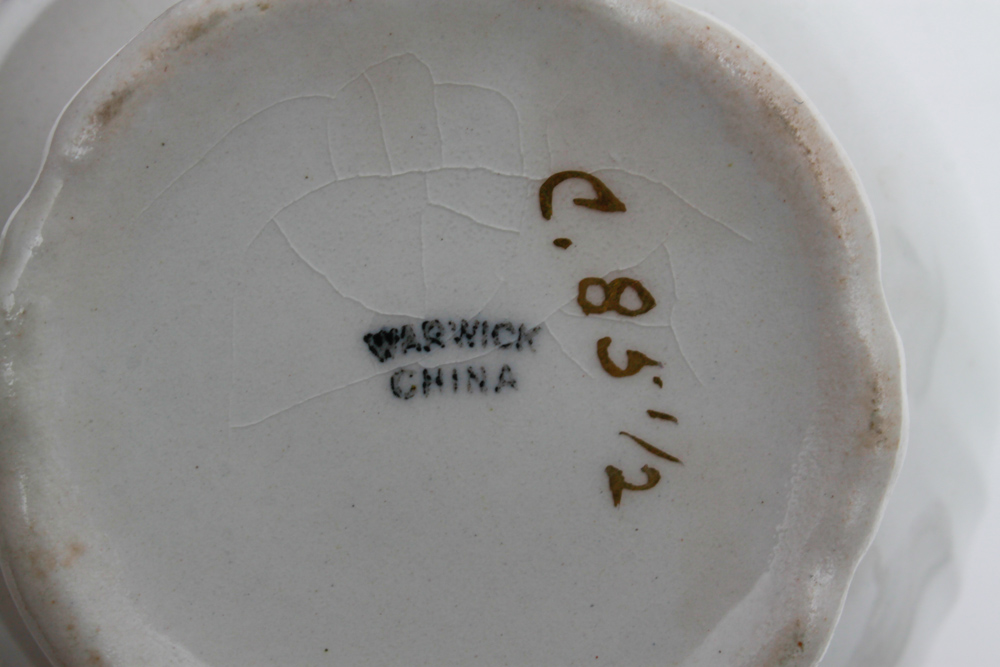 WARWICK
CHINA
C. 85 1/2